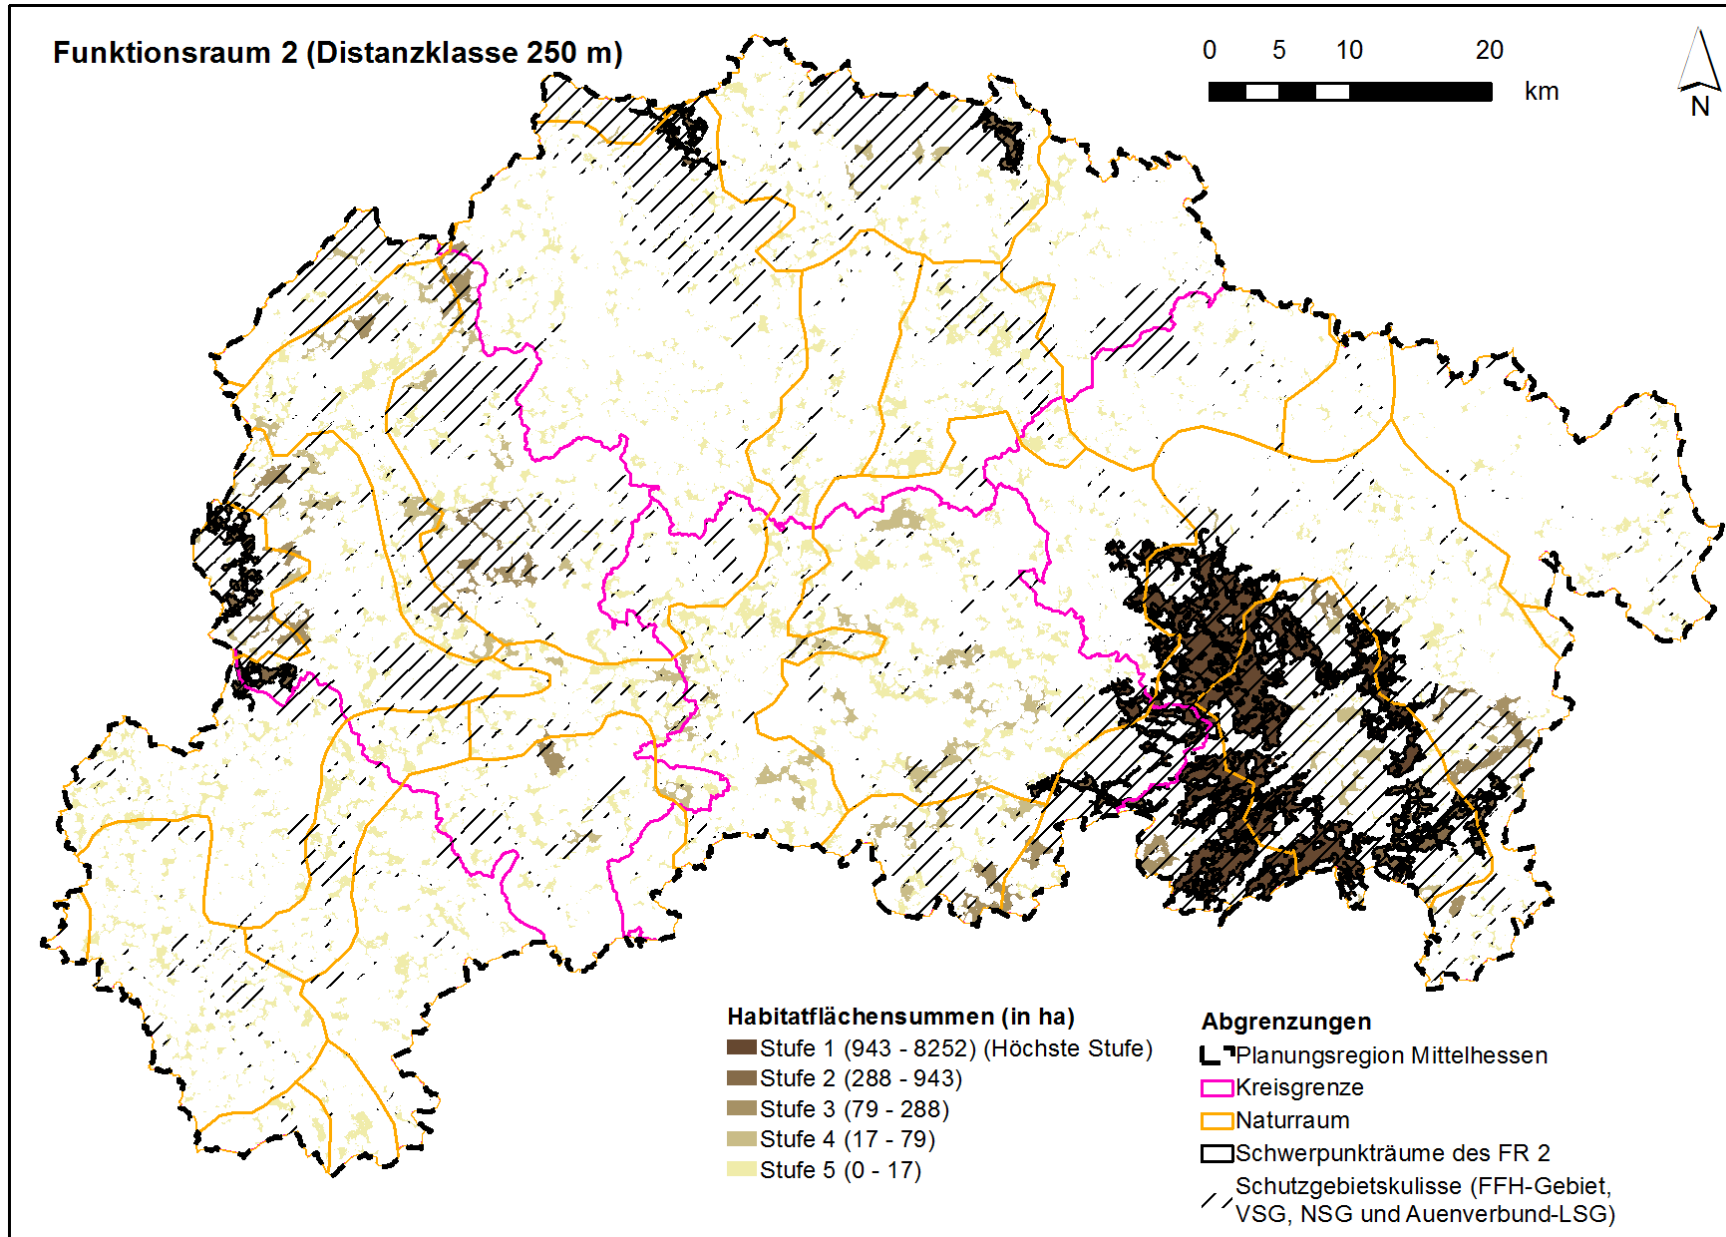 Funktionsraum 2 (Distanzklasse 250 m)
0 5 10 20
km
N
Habitatflächensummen (in ha)
Stufe 1 (943 - 8252) (Höchste Stufe)
Stufe 2 (288 - 943)
Stufe 3 (79 - 288)
Stufe 4 (17 - 79)
Stufe 5 (0 - 17)
Abgrenzungen
Planungsregion Mittelhessen
Kreisgrenze
Naturraum
Schwerpunkträume des FR 2
Schutzgebietskulisse (FFH-Gebiet,
VSG, NSG und Auenverbund-LSG)